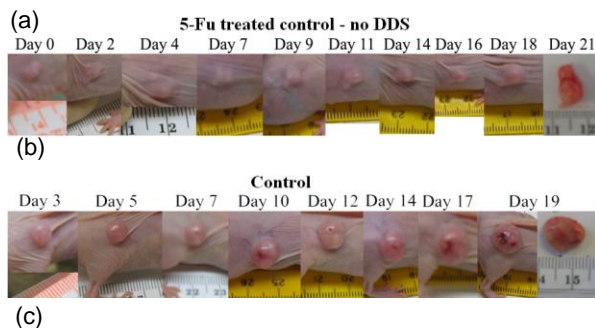 (a)
5-Fu treated control - no DDS
Day 0 Day 2 Day 4 Day 7 Day 9 Day 11 Day 14 Day 16 Day 18 Day 21
(b)
Control
Day 3 Day 5 Day 7 Day 10 Day 12 Day 14 Day 17 Day 19
(c)